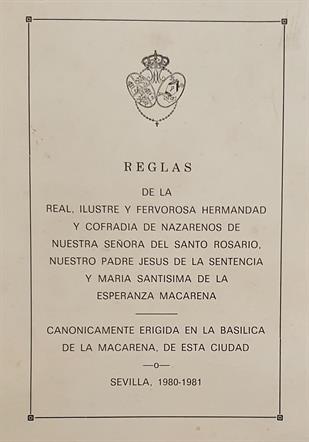 REGLAS
DE LA
REAL, ILUSTRE Y FERVOROSA HERMANDAD
Y COFRADIA DE NAZARENOS DE
NUESTRA SEÑORA DEL SANTO ROSARIO,
NUESTRO PADRE JESUS DE LA SENTENCIA
Y MARIA SANTISIMA DE LA
ESPERANZA MACARENA
CANONICAMENTE ERIGIDA EN LA BASILICA
DE LA MACARENA, DE ESTA CIUDAD
—o—
SEVILLA, 1980-1981